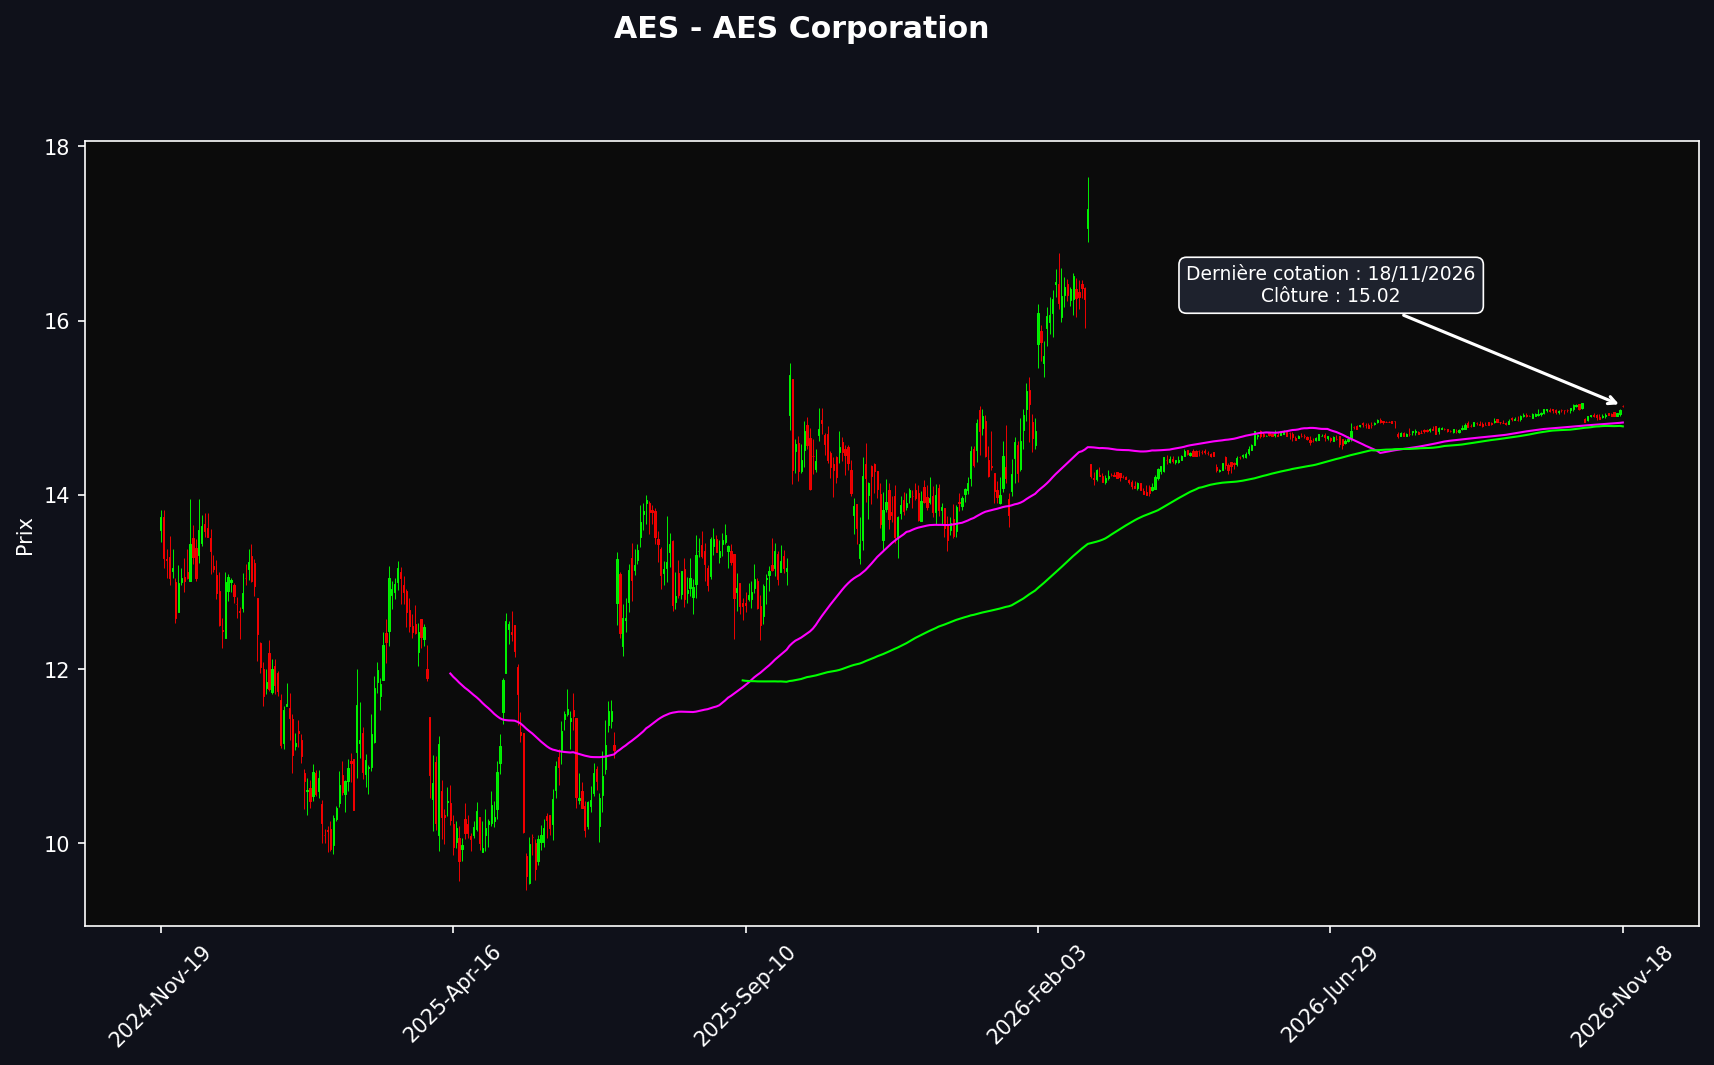 AES - AES Corporation
18
16
14
12
10
Prix
Dernière cotation : 18/11/2026
Clôture : 15.02
2024-Nov-19
2025-Apr-16
2025-Sep-10
2026-Feb-03
2026-Jun-29
2026-Nov-18